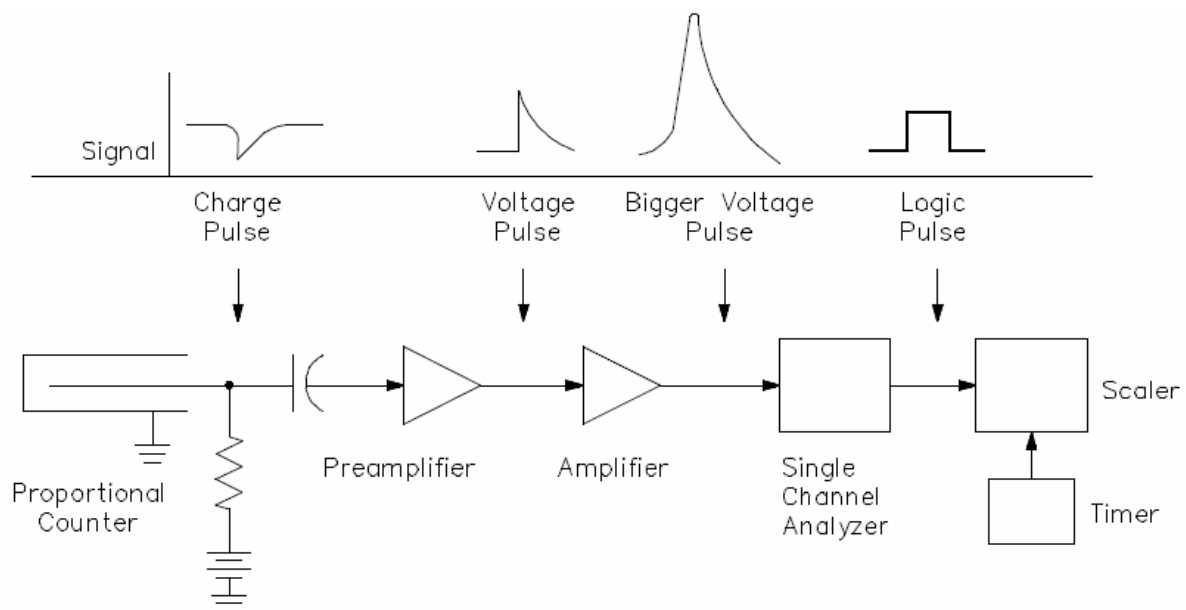 Signal
Charge
Pulse
Voltage
Pulse
Bigger Voltage
Pulse
Logic
Pulse
Scaler
Preamplifier
Amplifier
Single
Channel
Analyzer
Proportional
Counter
Timer